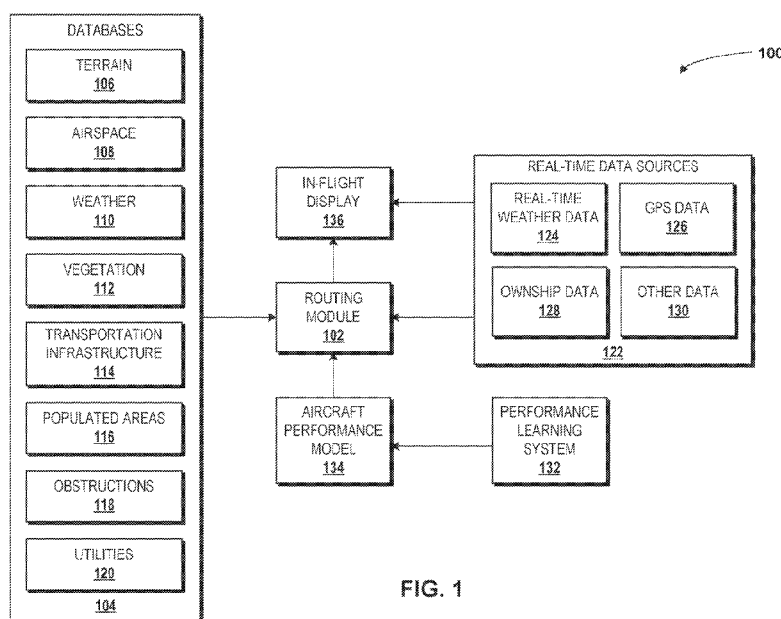 DATABASES
TERRAIN
106
AIRSPACE
108
WEATHER
110
VEGETATION
112
TRANSPORTATION
INFRASTRUCTURE
114
POPULATED AREAS
116
OBSTRUCTIONS
118
UTILITIES
120
104
IN-FLIGHT
DISPLAY
136
ROUTING
MODULE
102
AIRCRAFT
PERFORMANCE
MODEL
134
100
REAL-TIME DATA SOURCES
REAL-TIME
WEATHER DATA
124
GPS DATA
126
OWNSHIP DATA
128
OTHER DATA
130
122
PERFORMANCE
LEARNING
SYSTEM
132
FIG. 1